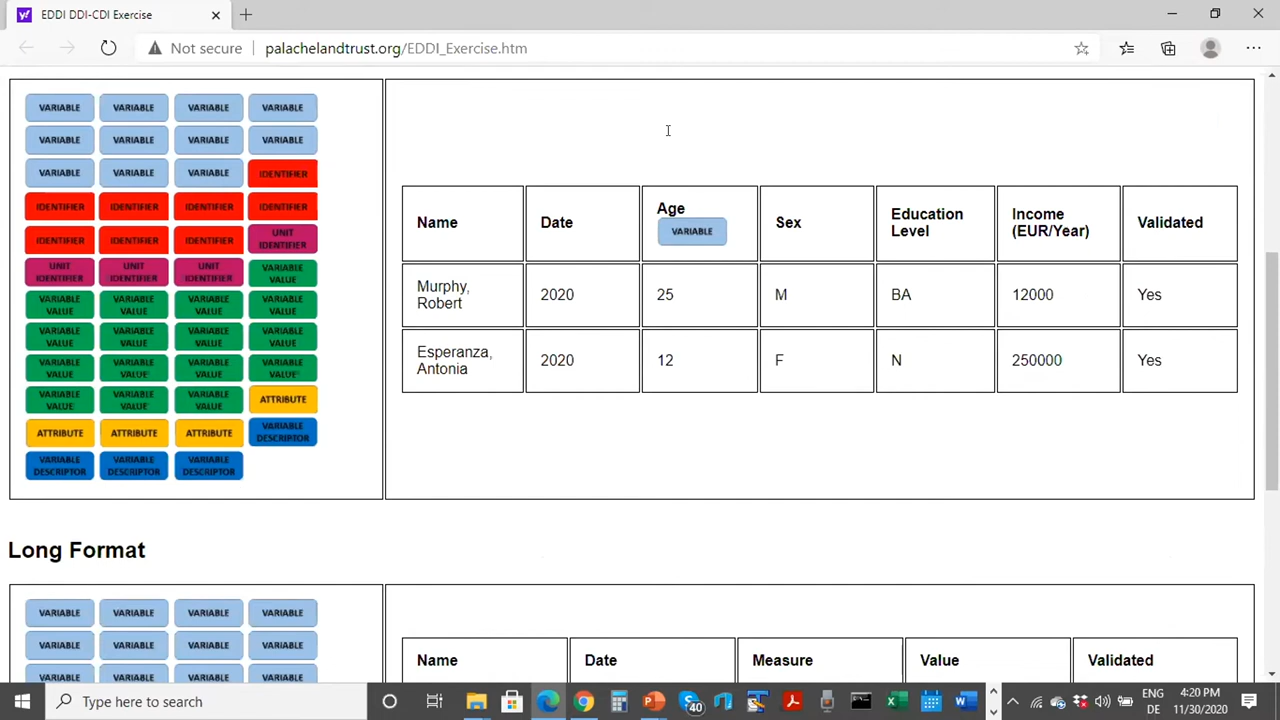 EDDI DDI-CDI Exercise
Not secure palachelandtrust.org/EDDI_Exercise.htm
VARIABLE VARIABLE VARIABLE VARIABLE
VARIABLE VARIABLE VARIABLE VARIABLE
VARIABLE VARIABLE VARIABLE IDENTIFIER
IDENTIFIER IDENTIFIER IDENTIFIER IDENTIFIER
IDENTIFIER IDENTIFIER IDENTIFIER UNIT IDENTIFIER
UNIT IDENTIFIER UNIT IDENTIFIER UNIT IDENTIFIER VARIABLE VALUE
VARIABLE VALUE VARIABLE VALUE VARIABLE VALUE VARIABLE VALUE
VARIABLE VALUE VARIABLE VALUE VARIABLE VALUE VARIABLE VALUE
VARIABLE VALUE VARIABLE VALUE VARIABLE VALUE VARIABLE VALUE
VARIABLE VALUE VARIABLE VALUE VARIABLE VALUE ATTRIBUTE
ATTRIBUTE ATTRIBUTE ATTRIBUTE VARIABLE DESCRIPTOR
VARIABLE DESCRIPTOR VARIABLE DESCRIPTOR VARIABLE DESCRIPTOR
Name Date Age VARIABLE Sex Education Level Income (EUR/Year) Validated
Murphy, Robert 2020 25 M BA 12000 Yes
Esperanza, Antonia 2020 12 F N 250000 Yes
Long Format
VARIABLE VARIABLE VARIABLE VARIABLE
VARIABLE VARIABLE VARIABLE VARIABLE
VARIABLE VARIABLE VARIABLE VARIABLE
Name Date Measure Value Validated
Type here to search
40
ENG 4:20 PM
DE 11/30/2020